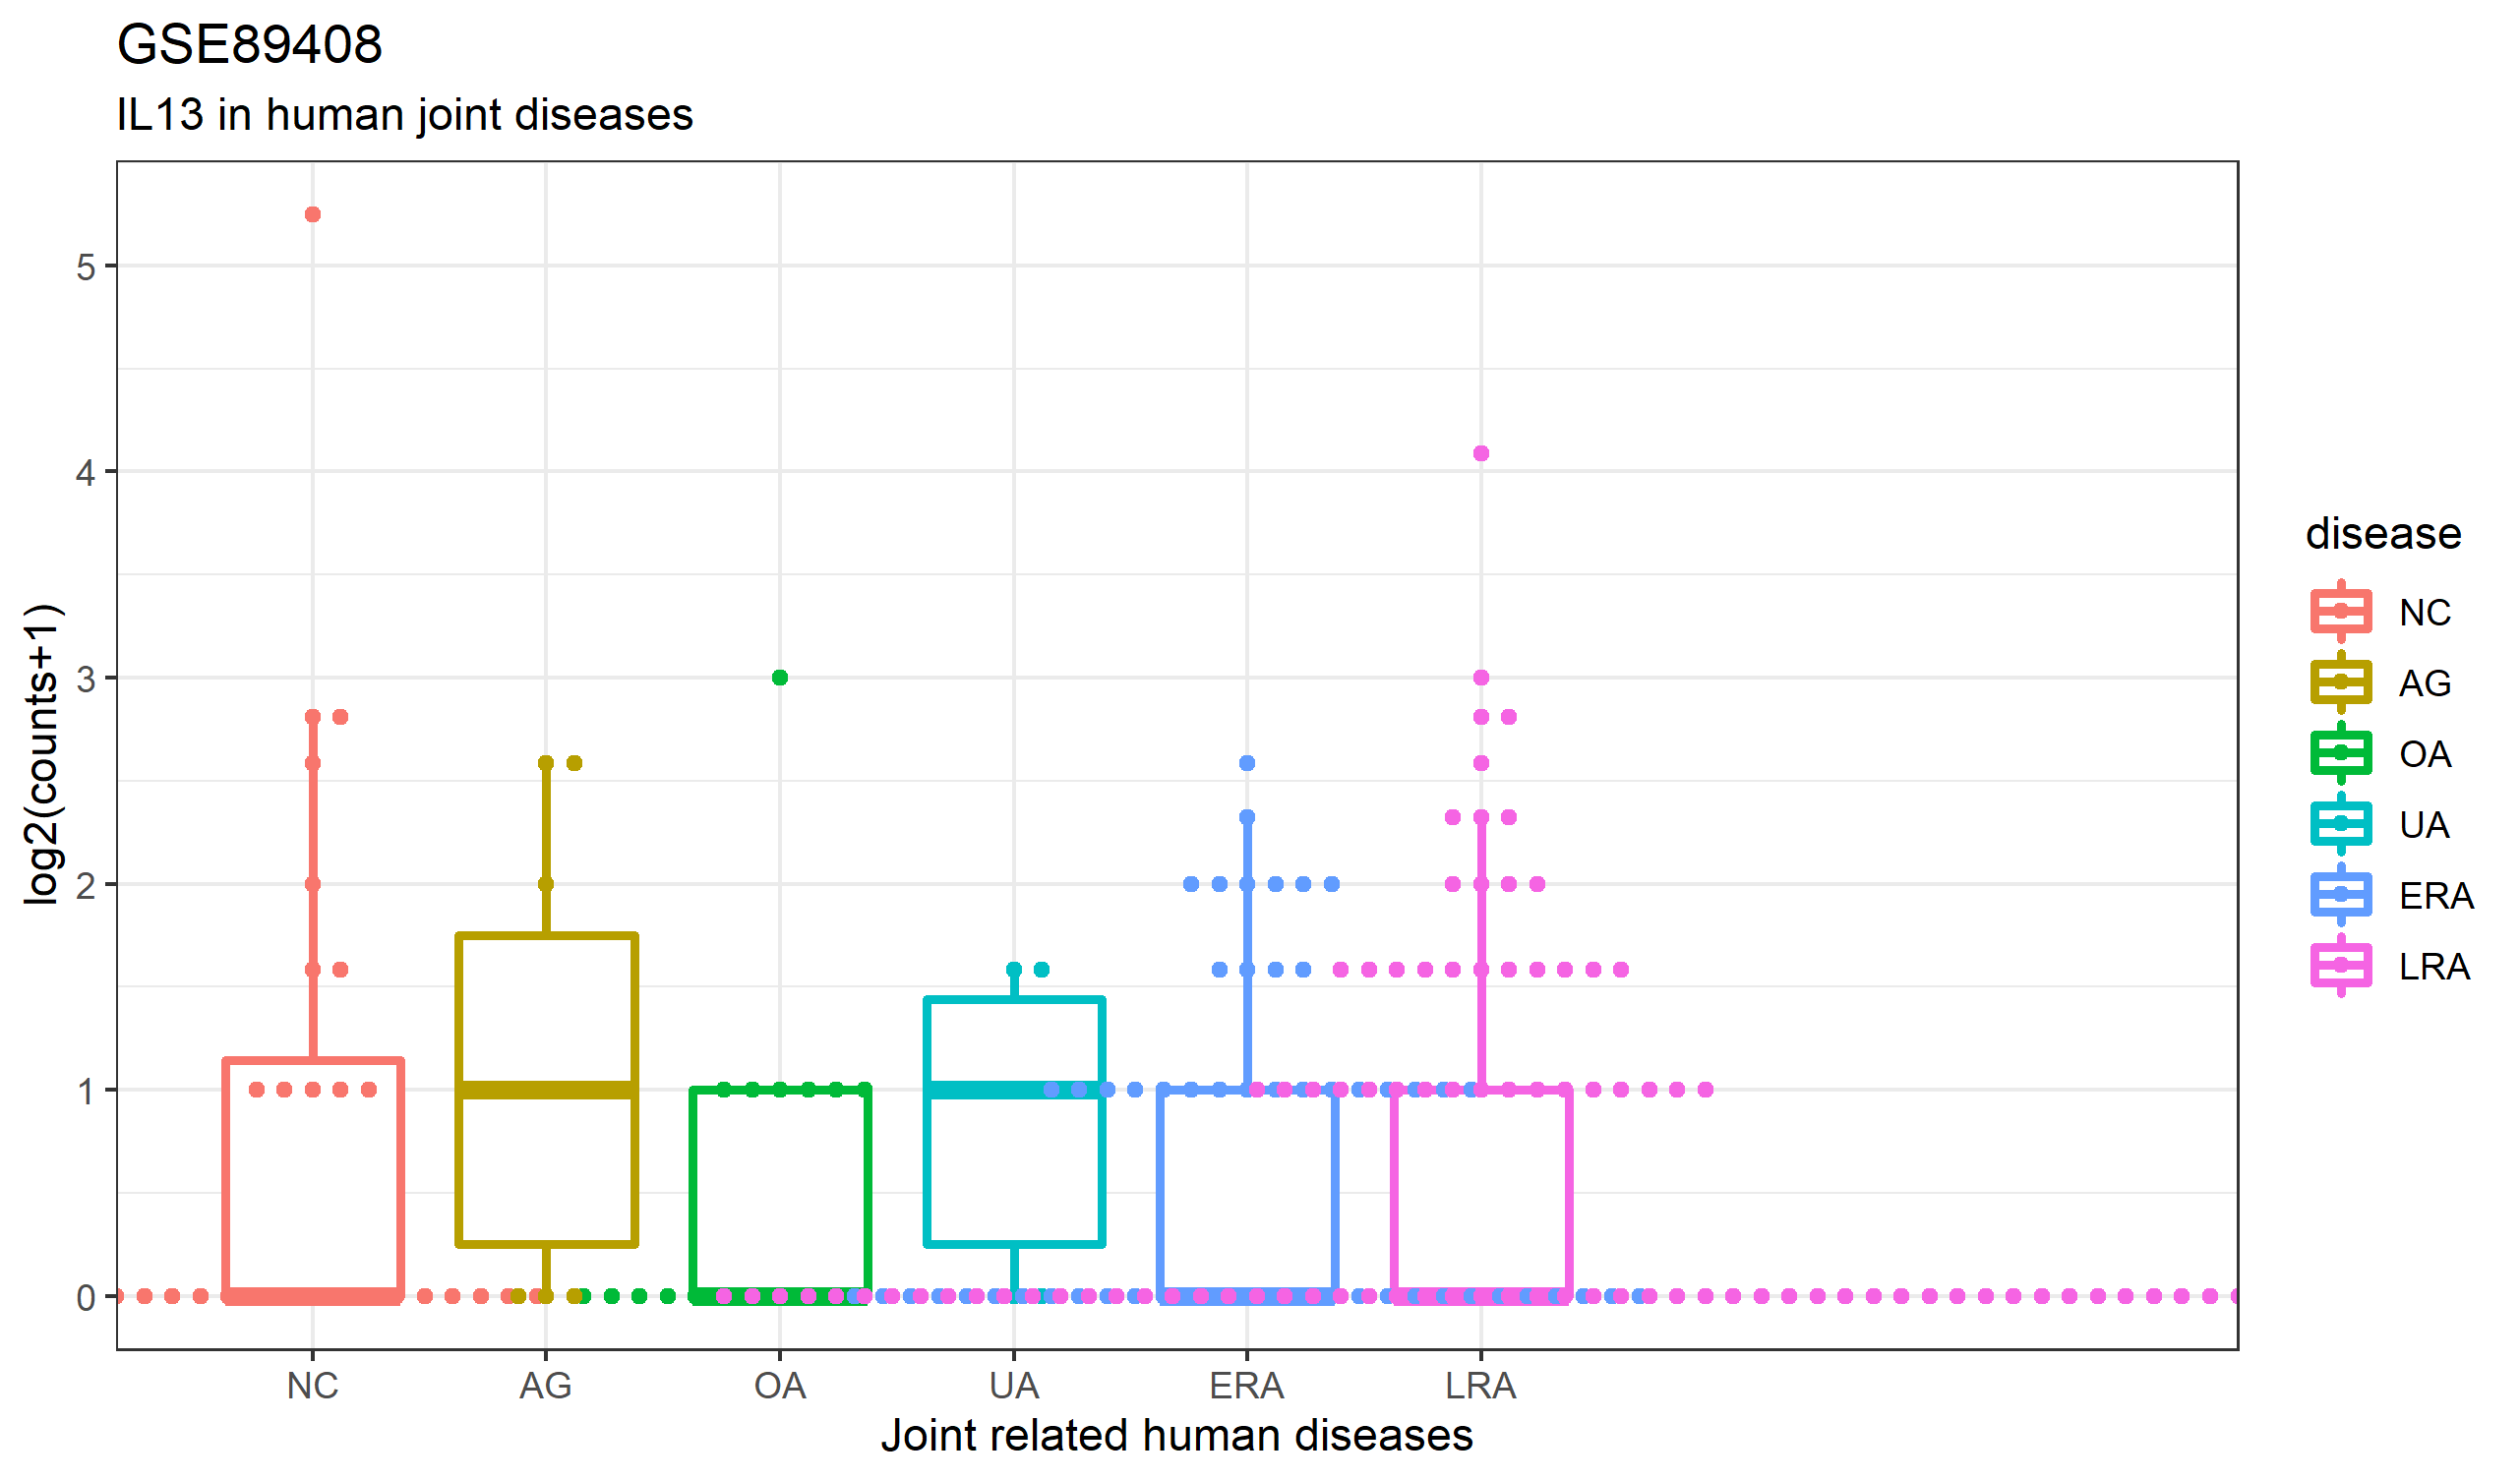 GSE89408
IL13 in human joint diseases
log2(counts+1)
5
4
3
2
1
0
NC
AG
OA
UA
ERA
LRA
Joint related human diseases
disease
NC
AG
OA
UA
ERA
LRA